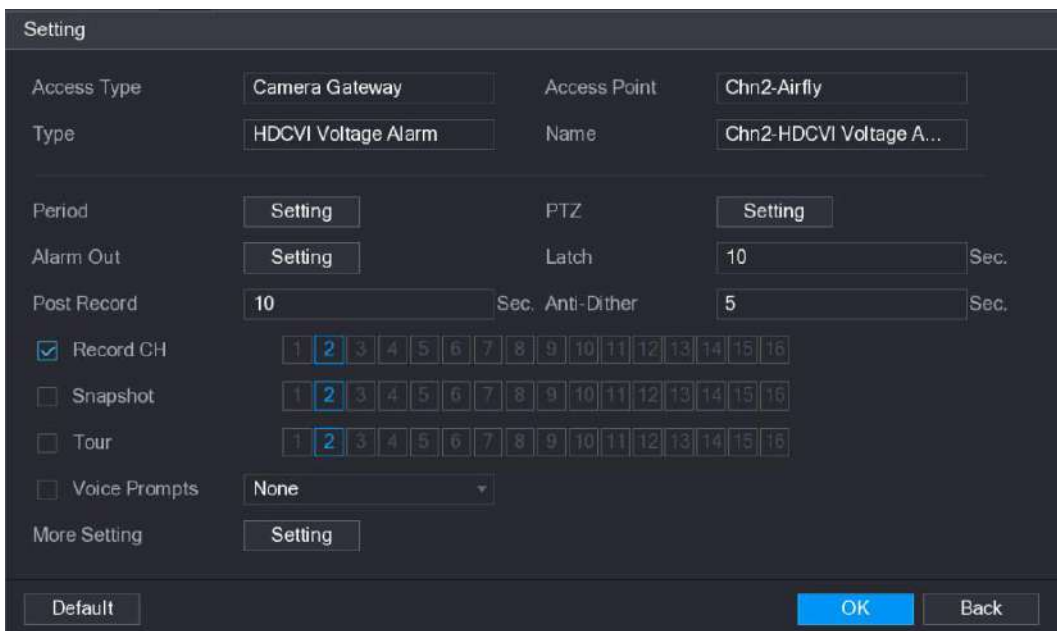 Setting
Access Type Camera Gateway Access Point Chn2-Airfly
Type HDCVI Voltage Alarm Name Chn2-HDCVI Voltage A...
Period Setting PTZ Setting
Alarm Out Setting Latch 10 Sec.
Post Record 10 Sec. Anti-Dither 5 Sec.
Record CH 1 2 3 4 5 6 7 8 9 10 11 12 13 14 15 16
Snapshot 1 2 3 4 5 6 7 8 9 10 11 12 13 14 15 16
Tour 1 2 3 4 5 6 7 8 9 10 11 12 13 14 15 16
Voice Prompts None
More Setting Setting
Default OK Back